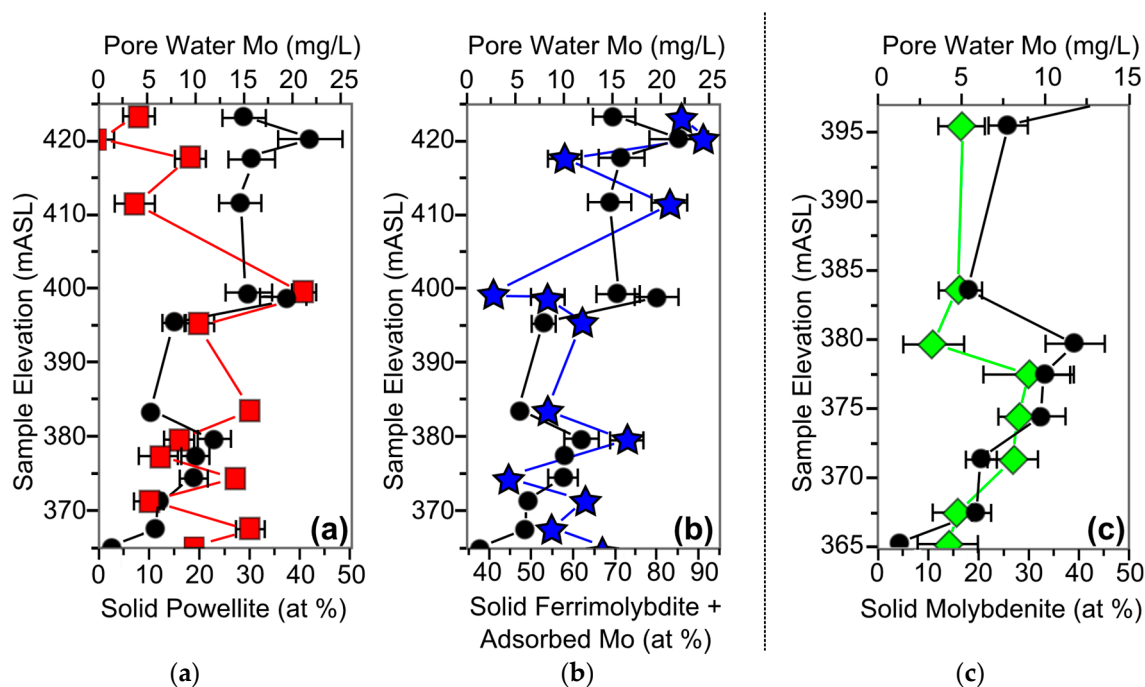 Pore Water Mo (mg/L)
0 5 10 15 20 25
Sample Elevation (mASL)
420
410
400
390
380
370
(a)
0 10 20 30 40 50
Solid Powellite (at %)
(a)
Pore Water Mo (mg/L)
0 5 10 15 20 25
Sample Elevation (mASL)
420
410
400
390
380
370
(b)
40 50 60 70 80 90
Solid Ferrimolybdite +
Adsorbed Mo (at %)
(b)
Pore Water Mo (mg/L)
0 5 10 15
Sample Elevation (mASL)
395
390
385
380
375
370
365
(c)
0 10 20 30 40 50
Solid Molybdenite (at %)
(c)